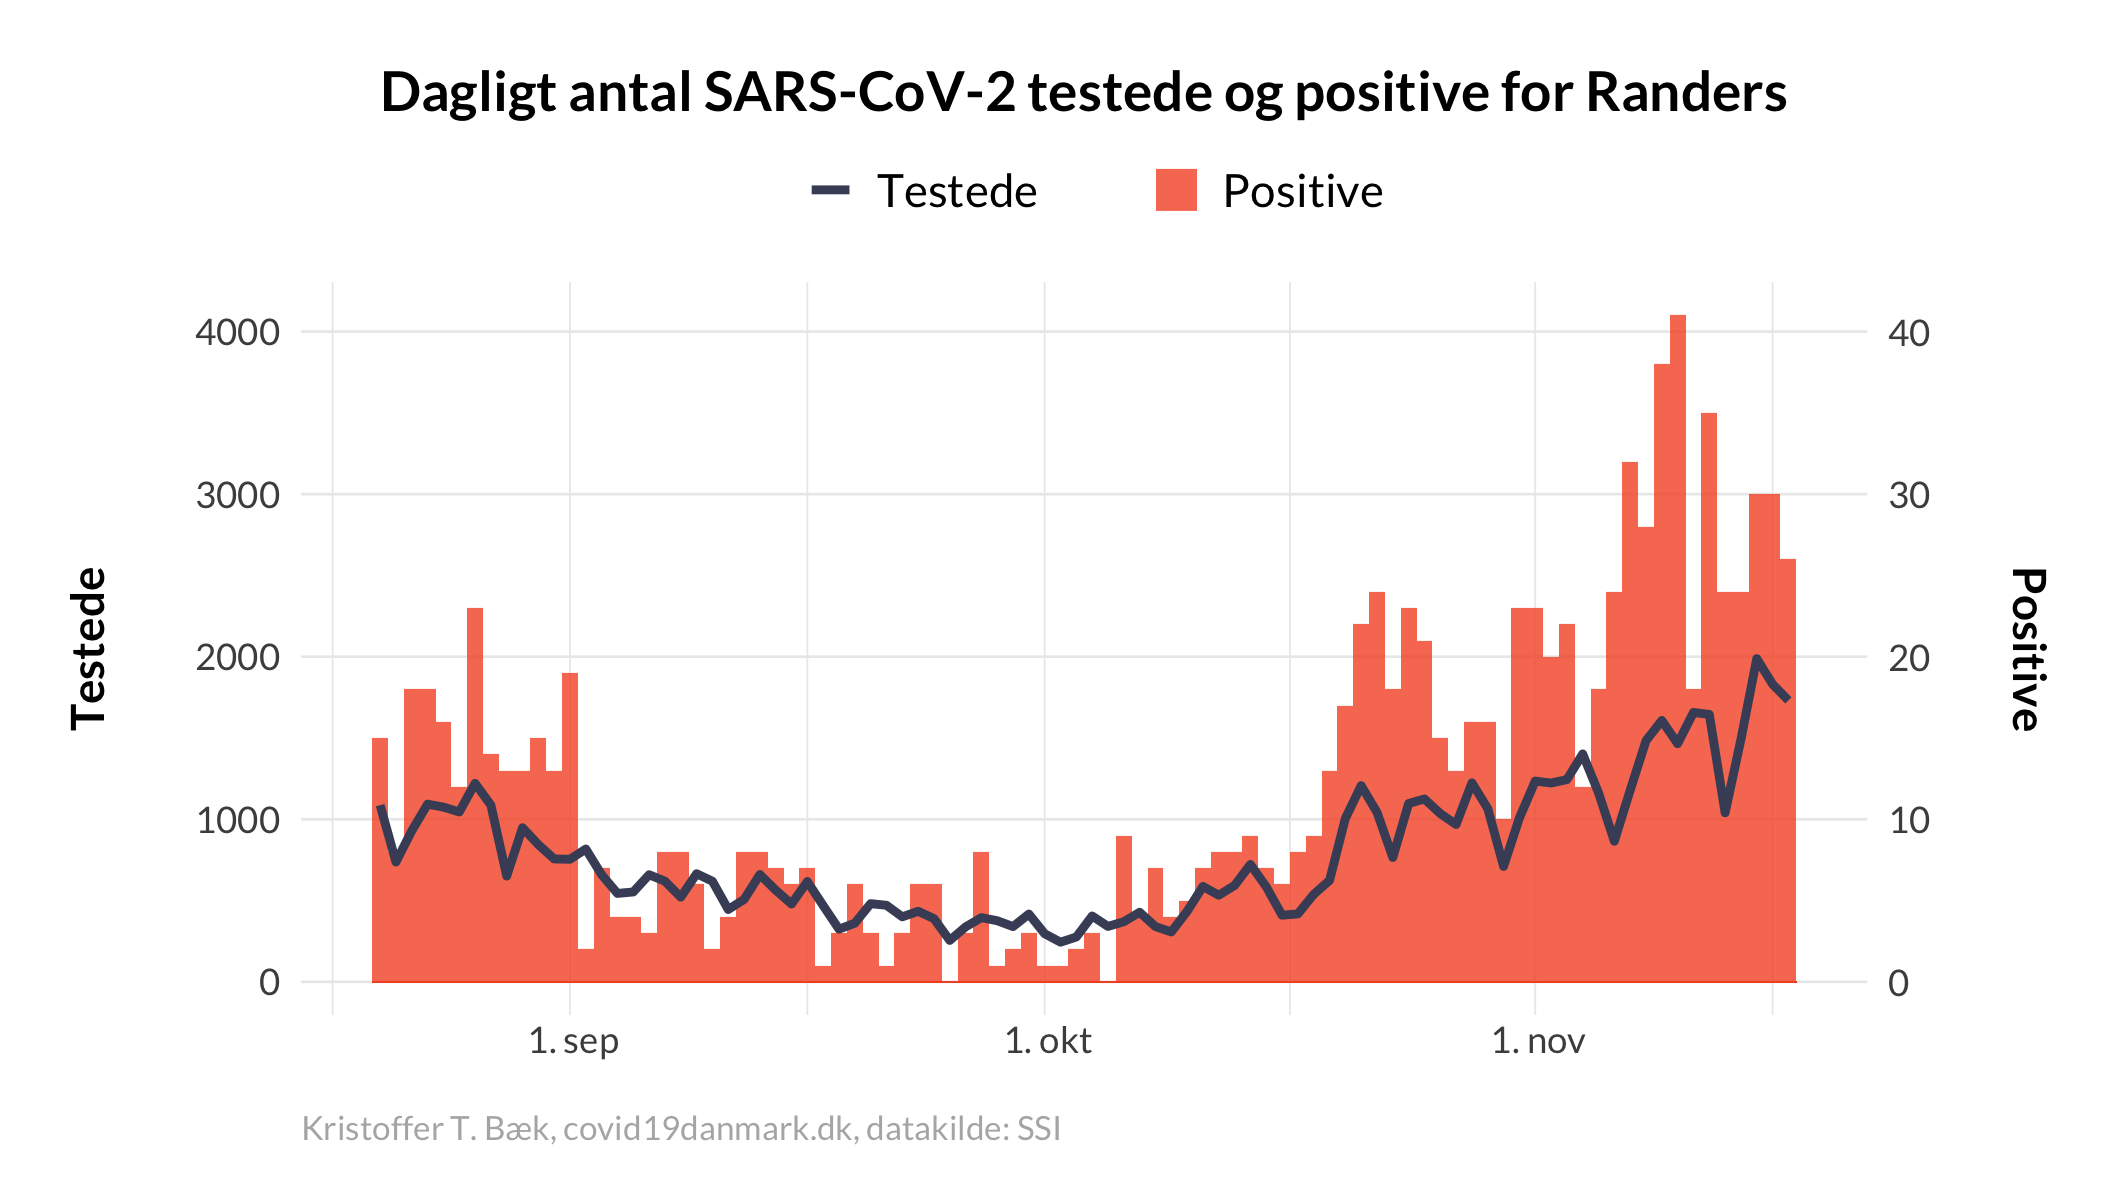 Dagligt antal SARS-CoV-2 testede og positive for Randers
Testede
Positive
4000
3000
2000
1000
0
40
30
20
10
0
Testede
Positive
1. sep
1. okt
1. nov
Kristoffer T. Bæk, covid19danmark.dk, datakilde: SSI